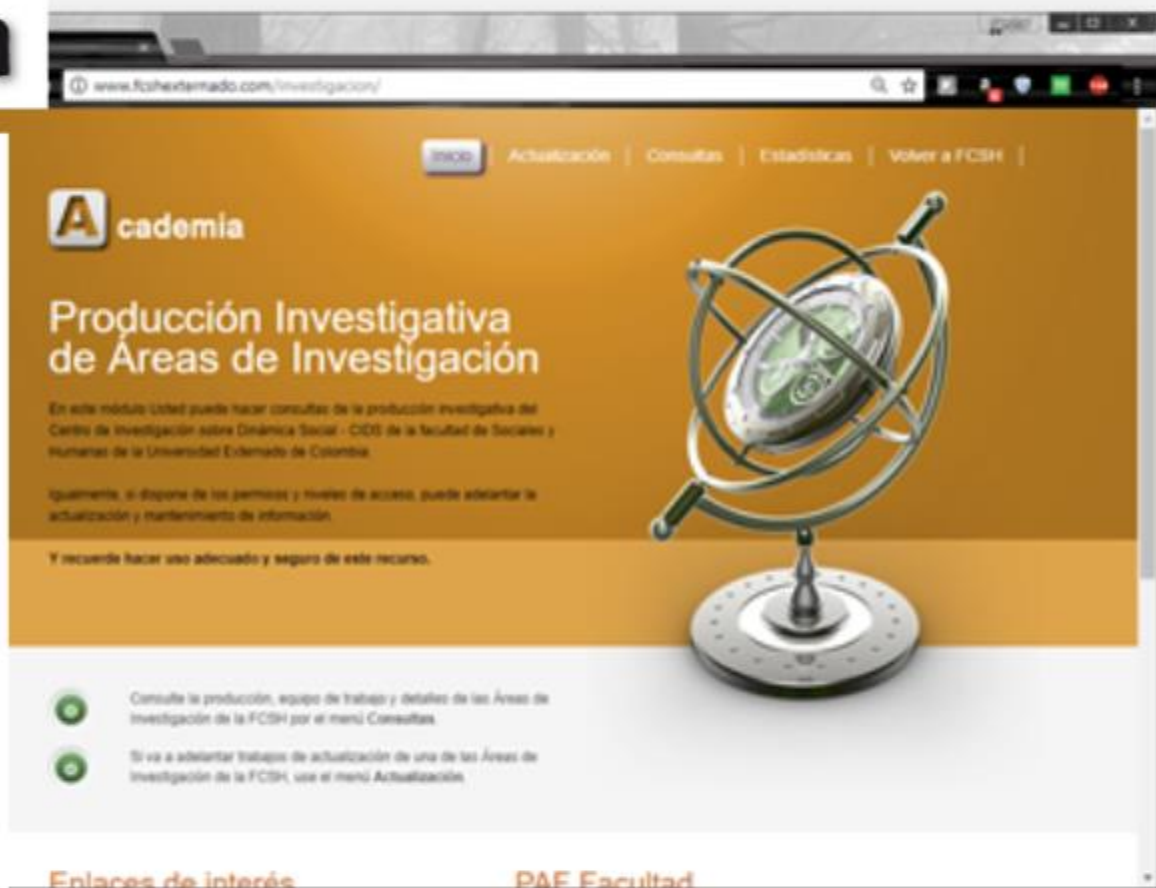 www.fcshexternado.com/investigacion/
Inicio | Actualización | Consultas | Estadísticas | Volver a FCSH |
Academia
Producción Investigativa
de Áreas de Investigación
En este módulo Usted puede hacer consultas de la producción investigativa del
Centro de Investigación sobre Dinámica Social - CIDS de la facultad de Sociales y
Humanas de la Universidad Externado de Colombia.
Igualmente, si dispone de los permisos y niveles de acceso, puede adelantar la
actualización y mantenimiento de información.
Y recuerde hacer uso adecuado y seguro de este recurso.
Consulte la producción, equipo de trabajo y detalles de las Áreas de
Investigación de la FCSH por el menú Consultas.
Si va a adelantar trabajos de actualización de una de las Áreas de
Investigación de la FCSH, use el menú Actualización.
Enlaces de interés
PAE Facultad